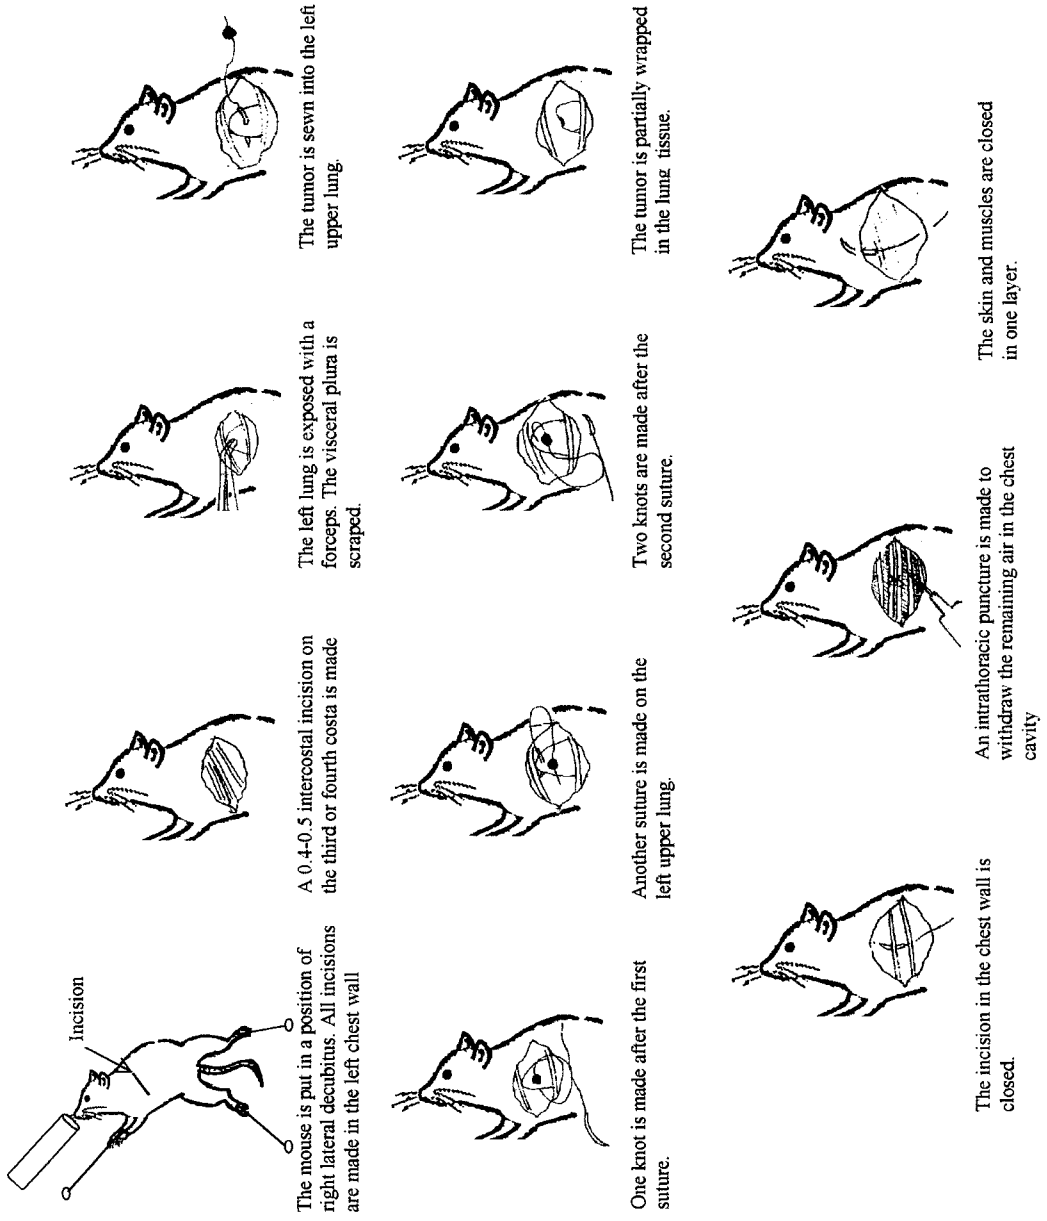 Incision
The mouse is put in a position of
right lateral decubitus. All incisions
are made in the left chest wall
A 0.4-0.5 intercostal incision on
the third or fourth costa is made
The left lung is exposed with a
forceps. The visceral plura is
scraped.
The tumor is sewn into the left
upper lung.
One knot is made after the first
suture.
Another suture is made on the
left upper lung.
Two knots are made after the
second suture.
The tumor is partially wrapped
in the lung tissue.
The incision in the chest wall is
closed.
An intrathoracic puncture is made to
withdraw the remaining air in the chest
cavity
The skin and muscles are closed
in one layer.